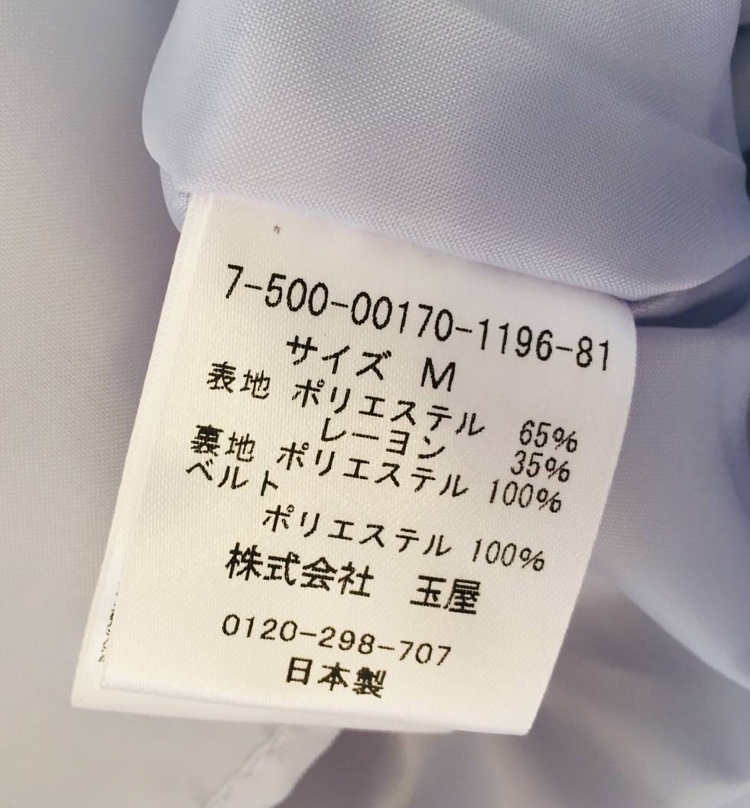 7-500-00170-1196-81
サイズ M
表地 ポリエステル 65%
レーヨン 35%
裏地 ポリエステル 100%
ベルト
ポリエステル 100%
株式会社 玉屋
0120-298-707
日本製